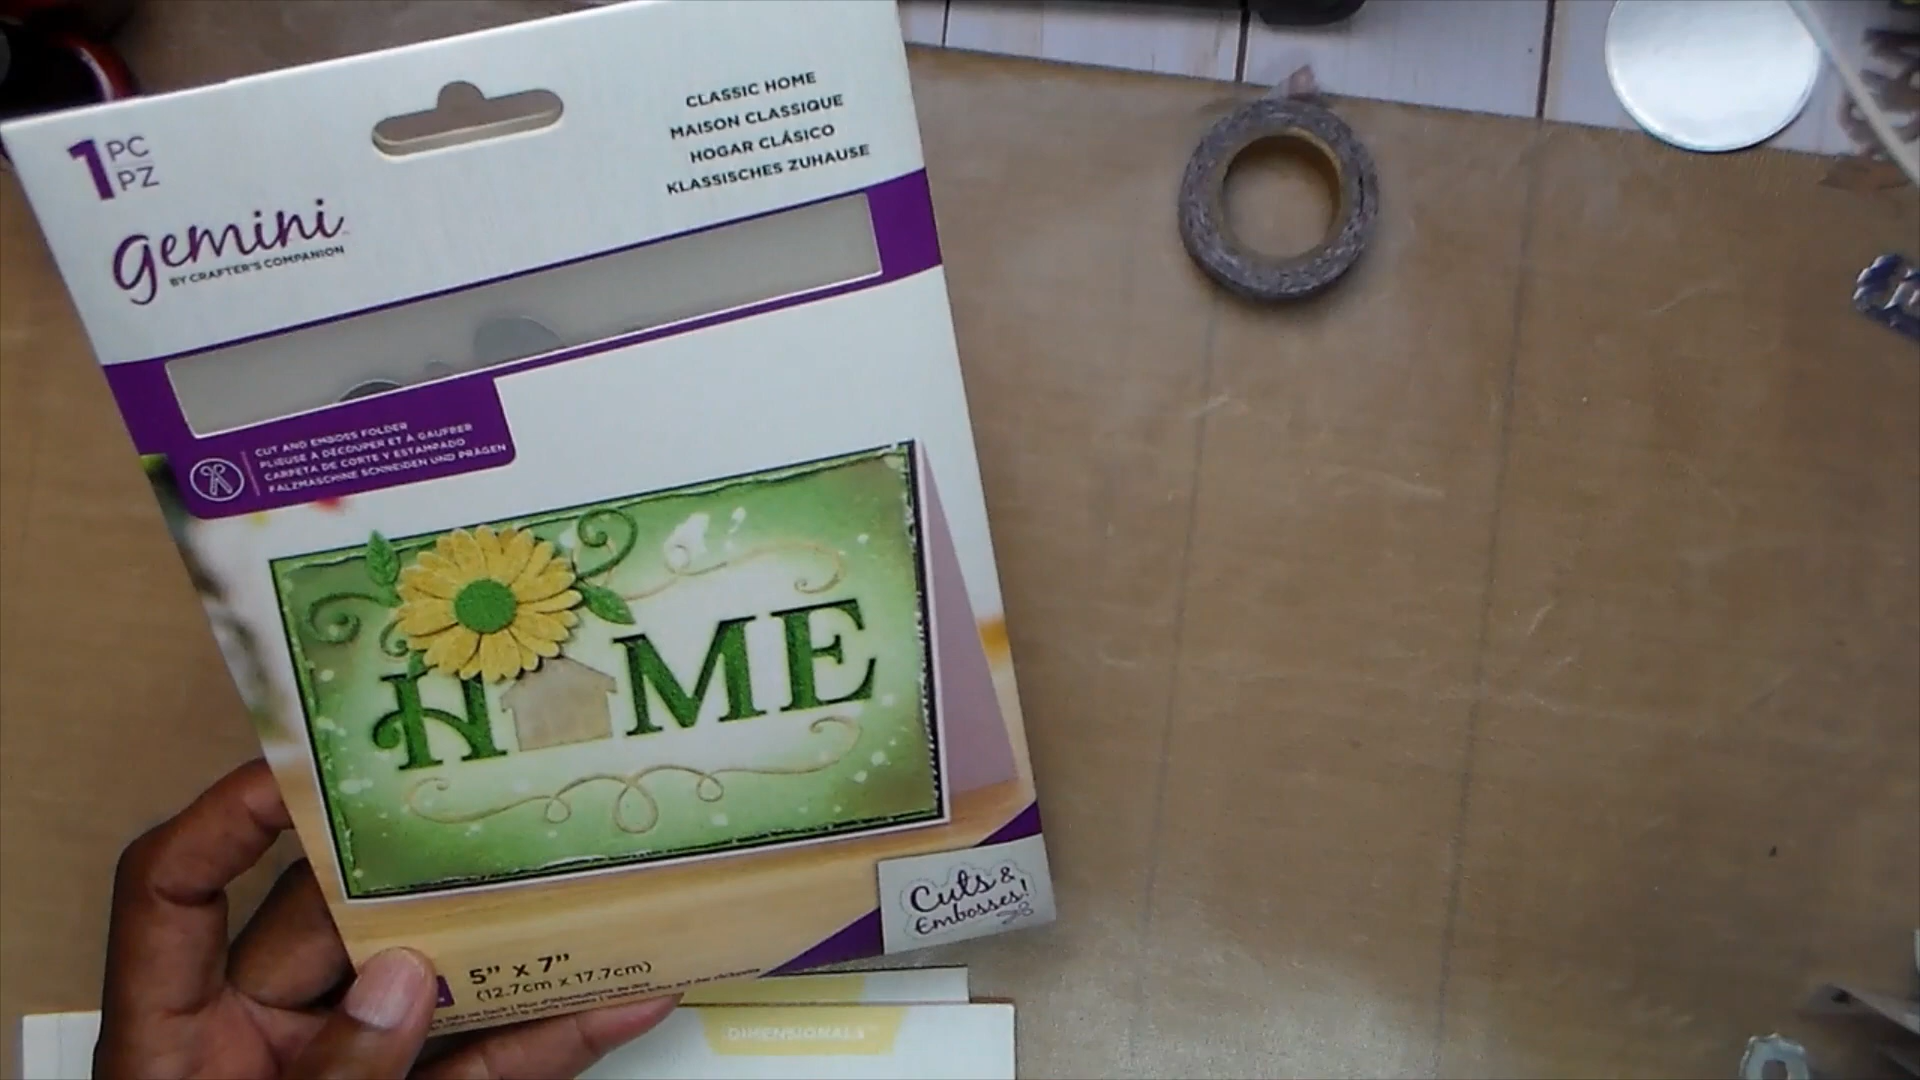 1 PC
PZ
gemini
BY CRAFTER'S COMPANION
CLASSIC HOME
MAISON CLASSIQUE
HOGAR CLÁSICO
KLASSISCHES ZUHAUSE
CUT AND EMBOSS FOLDER
PLIEUSE À DÉCOUPER ET À GAUFRER
CARPETA DE CORTE Y ESTAMPADO
FALZMASCHINE SCHNEIDEN UND PRÄGEN
H ME
Cuts &
Embosses!
5” x 7”
(12.7cm x 17.7cm)
DIMENSIONALS